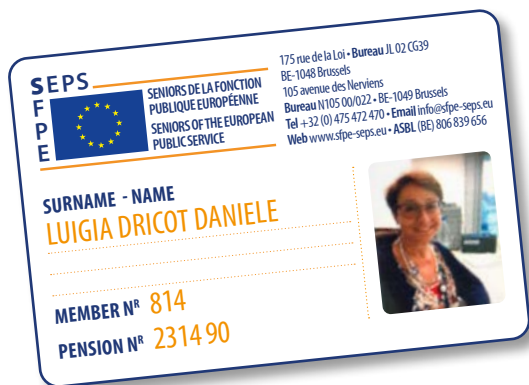 SEPS
F
P
E
SENIORS DE LA FONCTION
PUBLIQUE EUROPÉENNE
SENIORS OF THE EUROPEAN
PUBLIC SERVICE
175 rue de la Loi • Bureau JL 02 CG39
BE-1048 Brussels
105 avenue des Nerviens
Bureau N105 00/022 • BE-1049 Brussels
Tel +32 (0) 475 472 470 • Email info@sfpe-seps.eu
Web www.sfpe-seps.eu • ASBL (BE) 806 839 656
SURNAME - NAME
LUIGIA DRICOT DANIELE
MEMBER Nᴿ 814
PENSION Nᴿ 2314 90